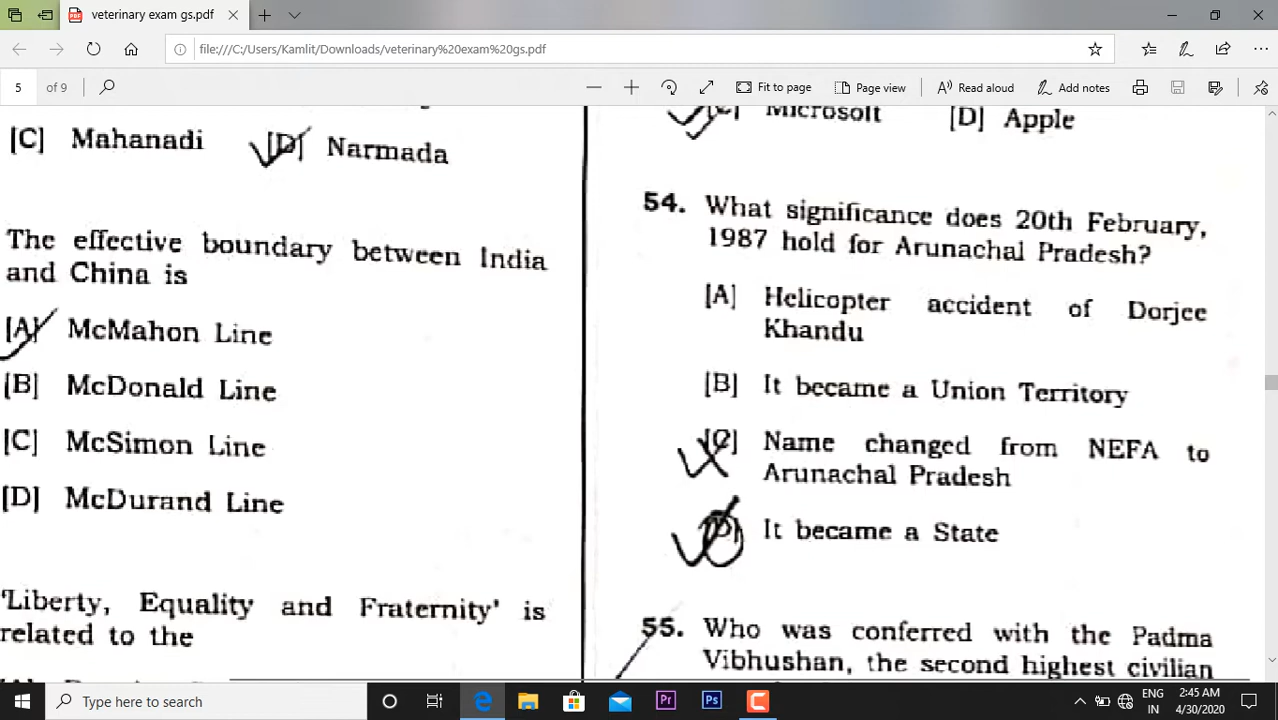 veterinary exam gs.pdf
file:///C:/Users/Kamlit/Downloads/veterinary%20exam%20gs.pdf
5 of 9
Fit to page
Page view
Read aloud
Add notes
[C] Mahanadi [D] Narmada
The effective boundary between India
and China is
[A] McMahon Line
[B] McDonald Line
[C] McSimon Line
[D] McDurand Line
'Liberty, Equality and Fraternity' is
related to the
[C] Microsoft [D] Apple
54. What significance does 20th February,
1987 hold for Arunachal Pradesh?
[A] Helicopter accident of Dorjee
Khandu
[B] It became a Union Territory
[C] Name changed from NEFA to
Arunachal Pradesh
[D] It became a State
55. Who was conferred with the Padma
Vibhushan, the second highest civilian
Type here to search
Pr
Ps
ENG
IN
2:45 AM
4/30/2020